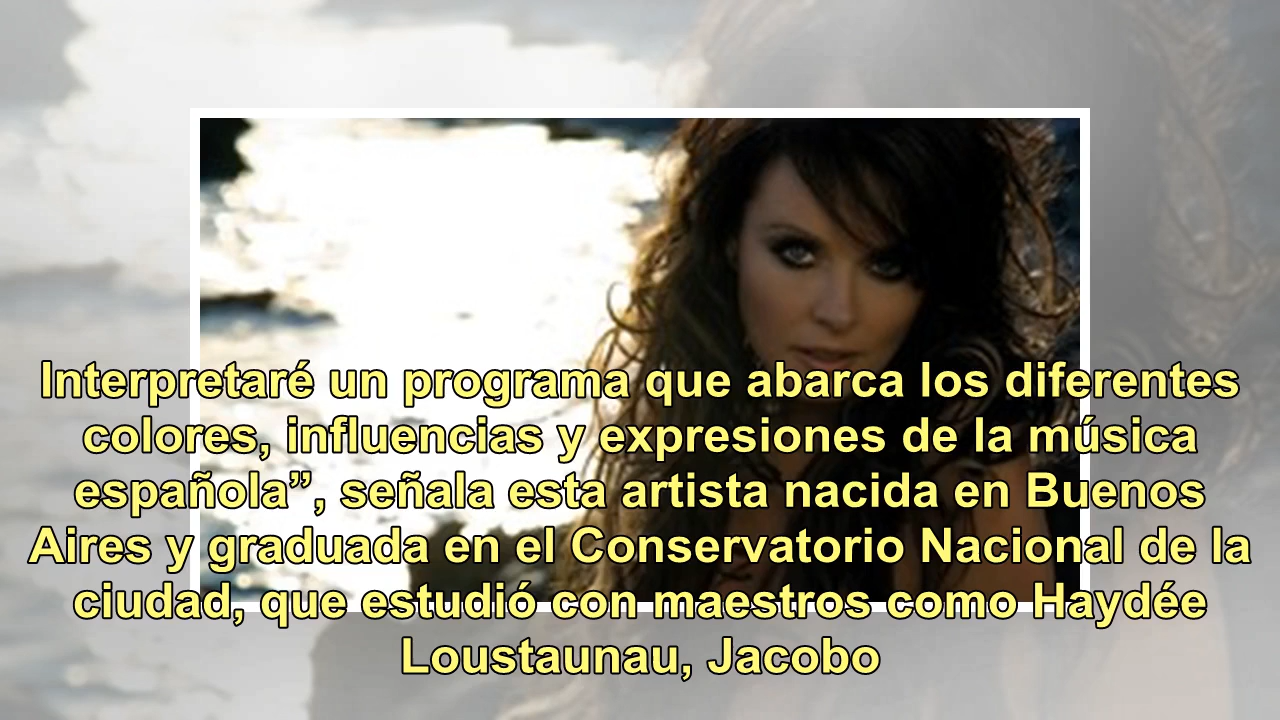 Interpretaré un programa que abarca los diferentes
colores, influencias y expresiones de la música
española”, señala esta artista nacida en Buenos
Aires y graduada en el Conservatorio Nacional de la
ciudad, que estudió con maestros como Haydée
Loustaunau, Jacobo